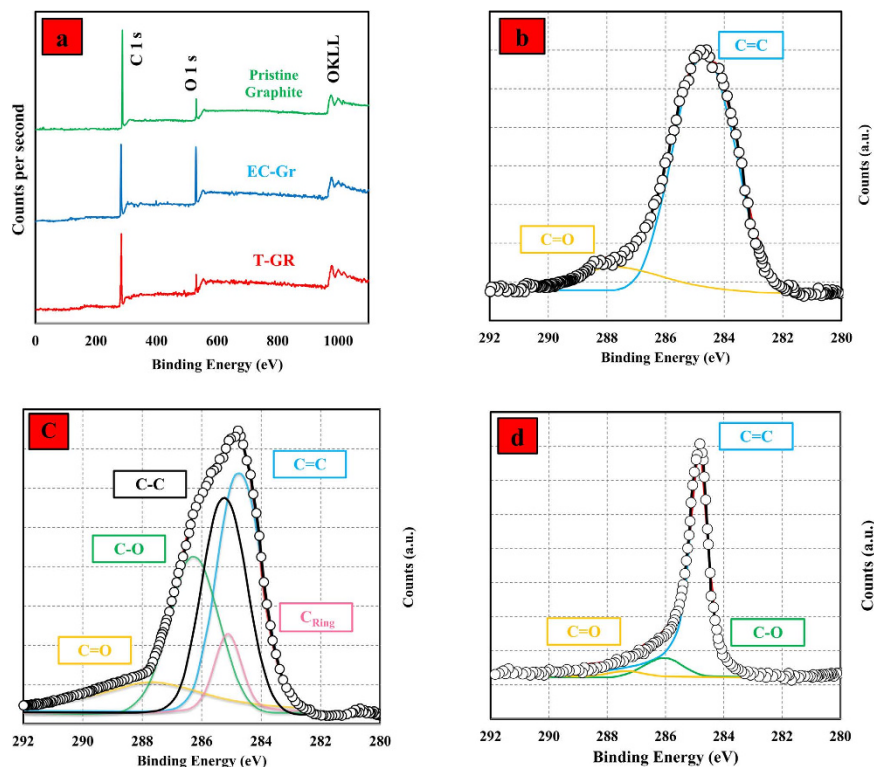 a
C 1s
O 1s
OKLL
Pristine
Graphite
EC-Gr
T-GR
Counts per second
0 200 400 600 800 1000
Binding Energy (eV)
b
C=C
C=O
Counts (a.u.)
292 290 288 286 284 282 280
Binding Energy (eV)
C
C=C
C-C
C-O
C=O
CRing
Counts (a.u.)
292 290 288 286 284 282 280
Binding Energy (eV)
d
C=C
C=O
C-O
Counts (a.u.)
292 290 288 286 284 282 280
Binding Energy (eV)